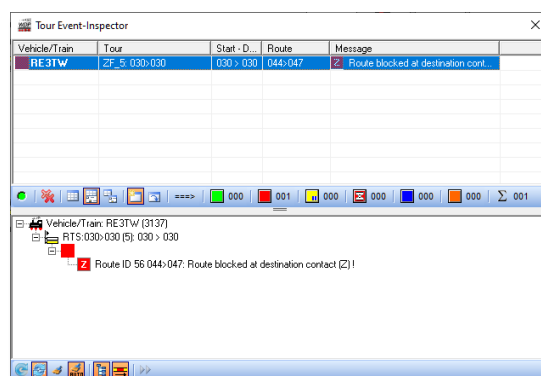 Tour Event-Inspector
Vehicle/Train Tour Start - D... Route Message
RE3TW ZF_5: 030>030 030 > 030 044>047 Z Route blocked at destination cont...
===> 000 001 000 000 000 000 Σ 001
Vehicle/Train: RE3TW (3137)
RTS:030>030 (5): 030 > 030
Z Route ID 56 044>047: Route blocked at destination contact (Z) !